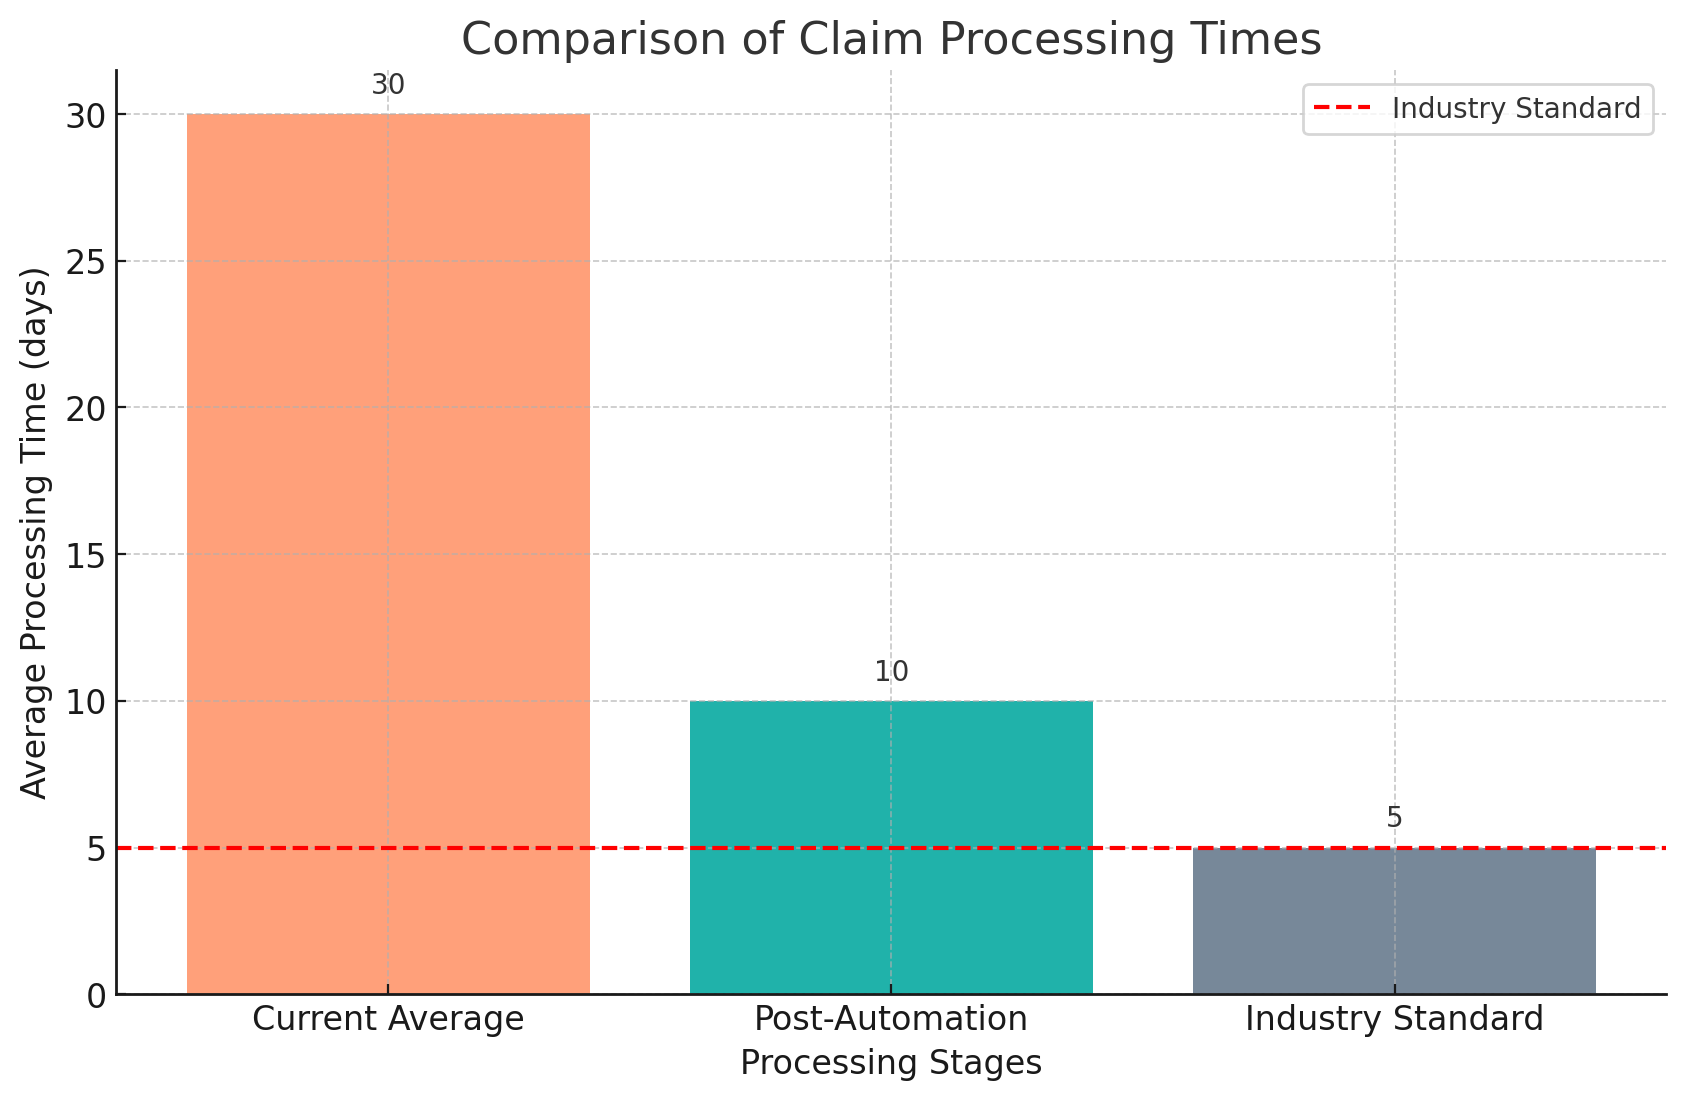 Comparison of Claim Processing Times
30
Industry Standard
30
25
20
15
10
5
0
Average Processing Time (days)
10
5
Current Average
Post-Automation
Industry Standard
Processing Stages